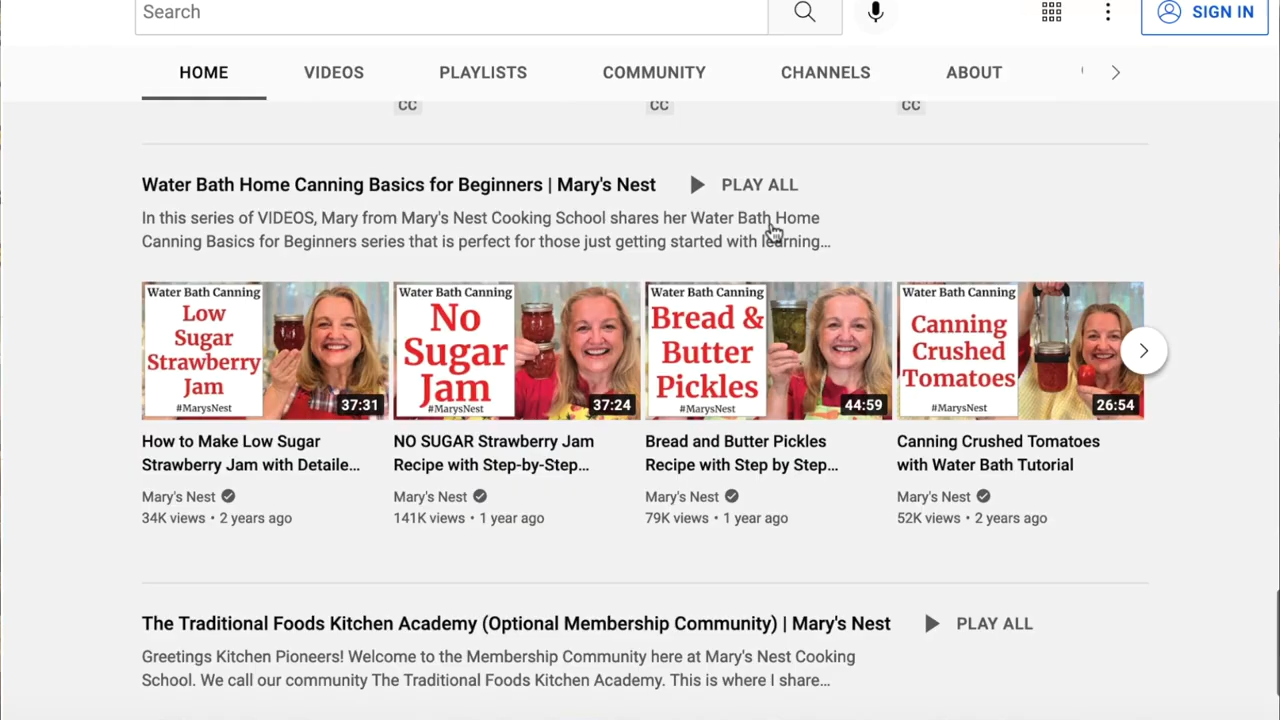 Search
SIGN IN
HOME
VIDEOS
PLAYLISTS
COMMUNITY
CHANNELS
ABOUT
CC
CC
CC
Water Bath Home Canning Basics for Beginners | Mary's Nest
PLAY ALL
In this series of VIDEOS, Mary from Mary's Nest Cooking School shares her Water Bath Home
Canning Basics for Beginners series that is perfect for those just getting started with learning...
Water Bath Canning
Low
Sugar
Strawberry
Jam
#MarysNest
37:31
Water Bath Canning
No
Sugar
Jam
#MarysNest
37:24
Water Bath Canning
Bread &
Butter
Pickles
#MarysNest
44:59
Water Bath Canning
Canning
Crushed
Tomatoes
#MarysNest
26:54
How to Make Low Sugar
Strawberry Jam with Detaile...
Mary's Nest
34K views • 2 years ago
NO SUGAR Strawberry Jam
Recipe with Step-by-Step...
Mary's Nest
141K views • 1 year ago
Bread and Butter Pickles
Recipe with Step by Step...
Mary's Nest
79K views • 1 year ago
Canning Crushed Tomatoes
with Water Bath Tutorial
Mary's Nest
52K views • 2 years ago
The Traditional Foods Kitchen Academy (Optional Membership Community) | Mary's Nest
PLAY ALL
Greetings Kitchen Pioneers! Welcome to the Membership Community here at Mary's Nest Cooking
School. We call our community The Traditional Foods Kitchen Academy. This is where I share...